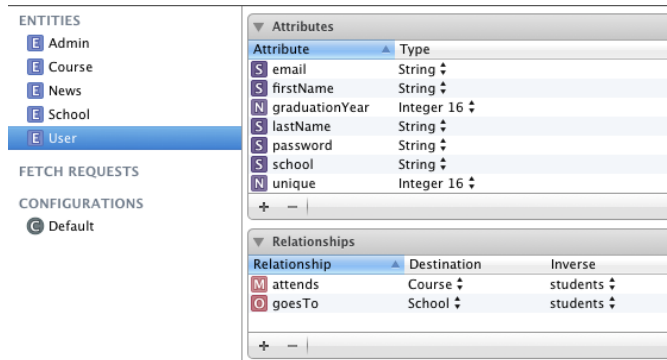 ENTITIES
E Admin
E Course
E News
E School
E User
FETCH REQUESTS
CONFIGURATIONS
C Default
Attributes
Attribute Type
S email String
S firstName String
N graduationYear Integer 16
S lastName String
S password String
S school String
N unique Integer 16
+ −
Relationships
Relationship Destination Inverse
M attends Course students
O goesTo School students
+ −